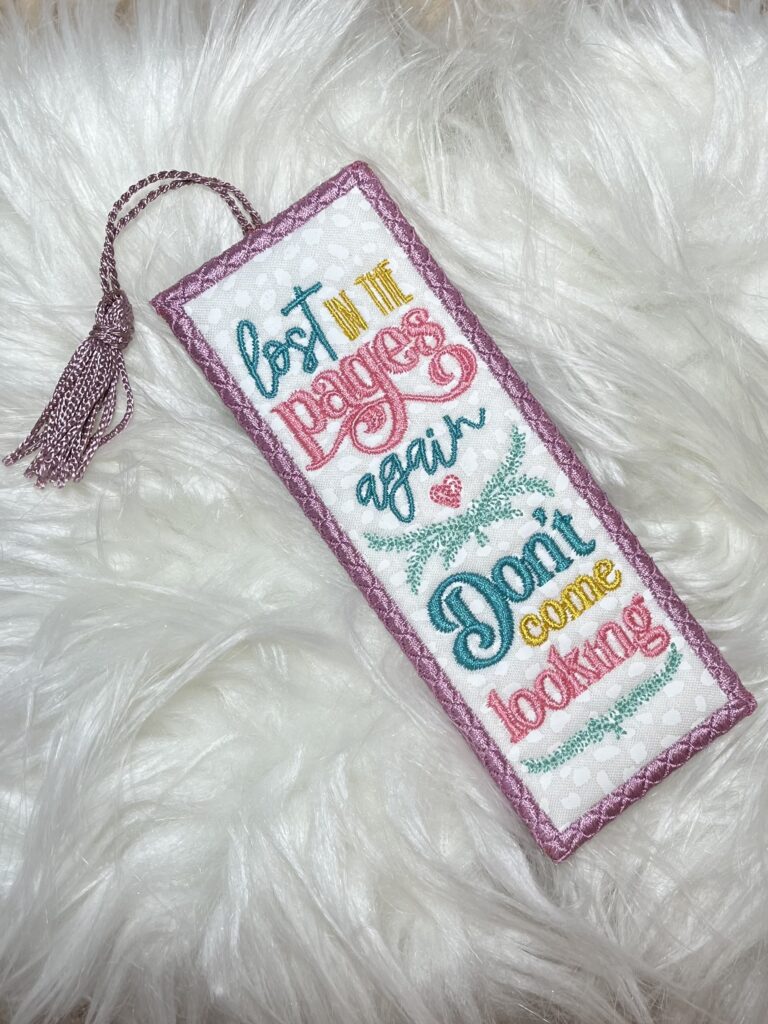 lost IN THE
pages
again
Don't
come
looking